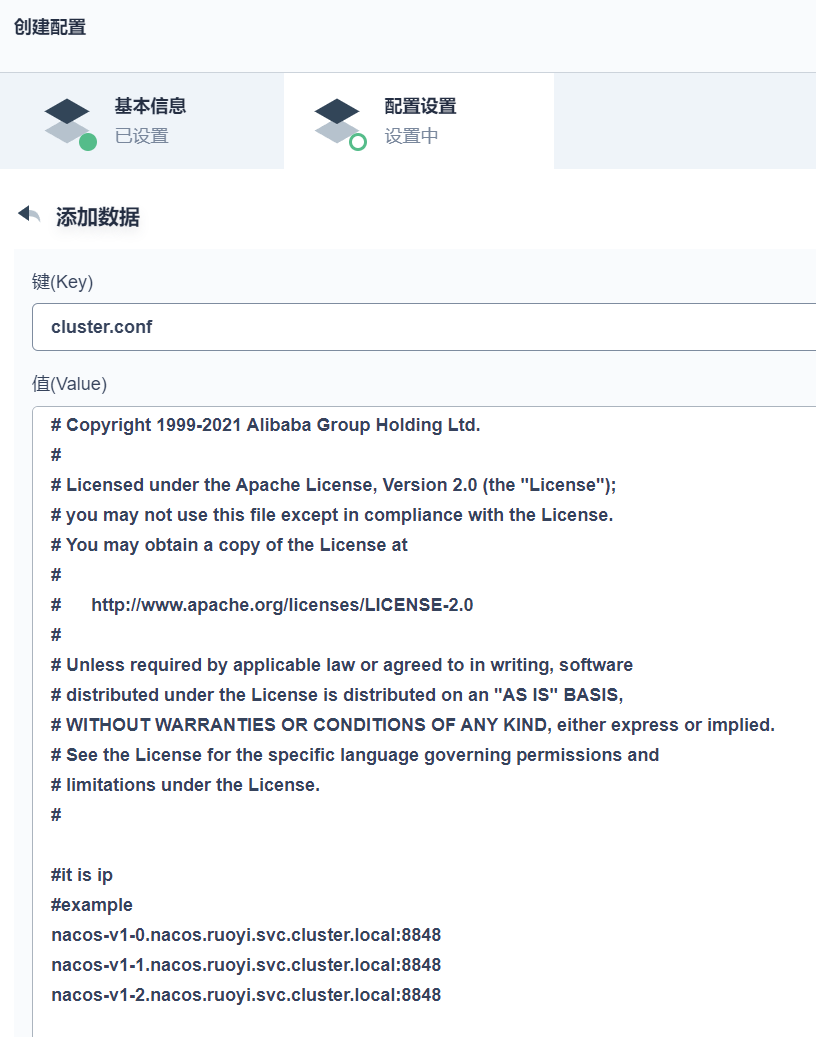 创建配置
基本信息
已设置
配置设置
设置中
添加数据
键(Key)
cluster.conf
值(Value)
# Copyright 1999-2021 Alibaba Group Holding Ltd.
#
# Licensed under the Apache License, Version 2.0 (the "License");
# you may not use this file except in compliance with the License.
# You may obtain a copy of the License at
#
#      http://www.apache.org/licenses/LICENSE-2.0
#
# Unless required by applicable law or agreed to in writing, software
# distributed under the License is distributed on an "AS IS" BASIS,
# WITHOUT WARRANTIES OR CONDITIONS OF ANY KIND, either express or implied.
# See the License for the specific language governing permissions and
# limitations under the License.
#
#it is ip
#example
nacos-v1-0.nacos.ruoyi.svc.cluster.local:8848
nacos-v1-1.nacos.ruoyi.svc.cluster.local:8848
nacos-v1-2.nacos.ruoyi.svc.cluster.local:8848